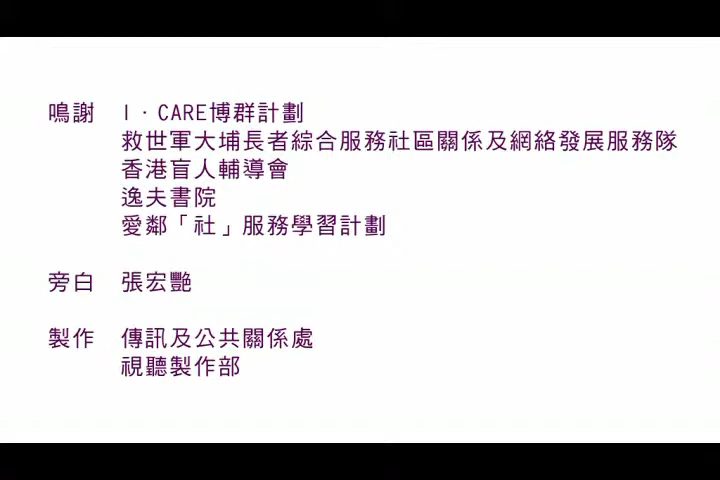 鳴謝 I·CARE博群計劃
救世軍大埔長者綜合服務社區關係及網絡發展服務隊
香港盲人輔導會
逸夫書院
愛鄰「社」服務學習計劃
旁白 張宏艷
製作 傳訊及公共關係處
視聽製作部